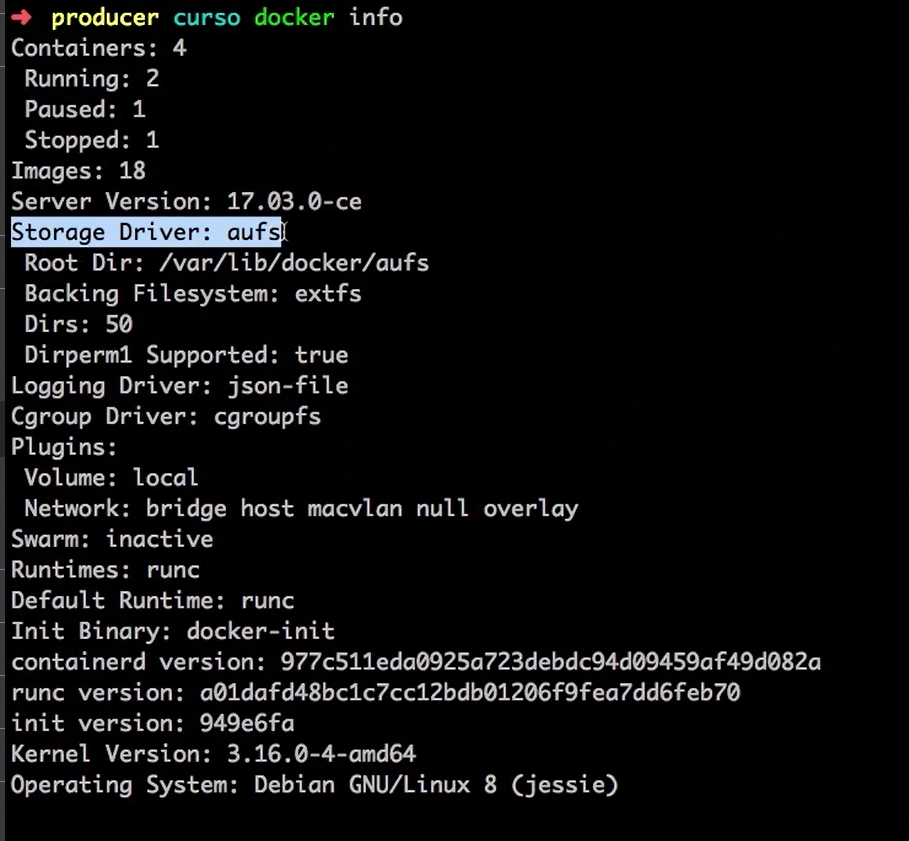 ➜ producer curso docker info
Containers: 4
 Running: 2
 Paused: 1
 Stopped: 1
Images: 18
Server Version: 17.03.0-ce
Storage Driver: aufs
 Root Dir: /var/lib/docker/aufs
 Backing Filesystem: extfs
 Dirs: 50
 Dirperm1 Supported: true
Logging Driver: json-file
Cgroup Driver: cgroupfs
Plugins:
 Volume: local
 Network: bridge host macvlan null overlay
Swarm: inactive
Runtimes: runc
Default Runtime: runc
Init Binary: docker-init
containerd version: 977c511eda0925a723debdc94d09459af49d082a
runc version: a01dafd48bc1c7cc12bdb01206f9fea7dd6feb70
init version: 949e6fa
Kernel Version: 3.16.0-4-amd64
Operating System: Debian GNU/Linux 8 (jessie)